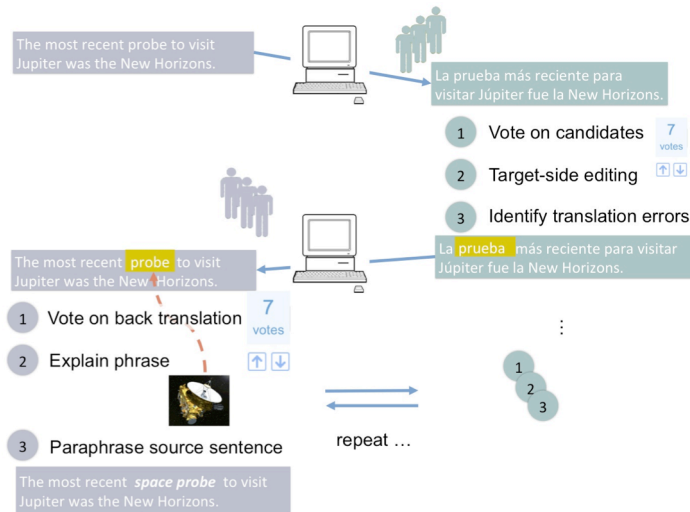 The most recent probe to visit
Jupiter was the New Horizons.
La prueba más reciente para
visitar Júpiter fue la New Horizons.
1 Vote on candidates
7
votes
2 Target-side editing
3 Identify translation errors
La prueba más reciente para visitar
Júpiter fue la New Horizons.
The most recent probe to visit
Jupiter was the New Horizons.
1 Vote on back translation
7
votes
2 Explain phrase
3 Paraphrase source sentence
The most recent space probe to visit
Jupiter was the New Horizons.
repeat ...
⋮
1
2
3